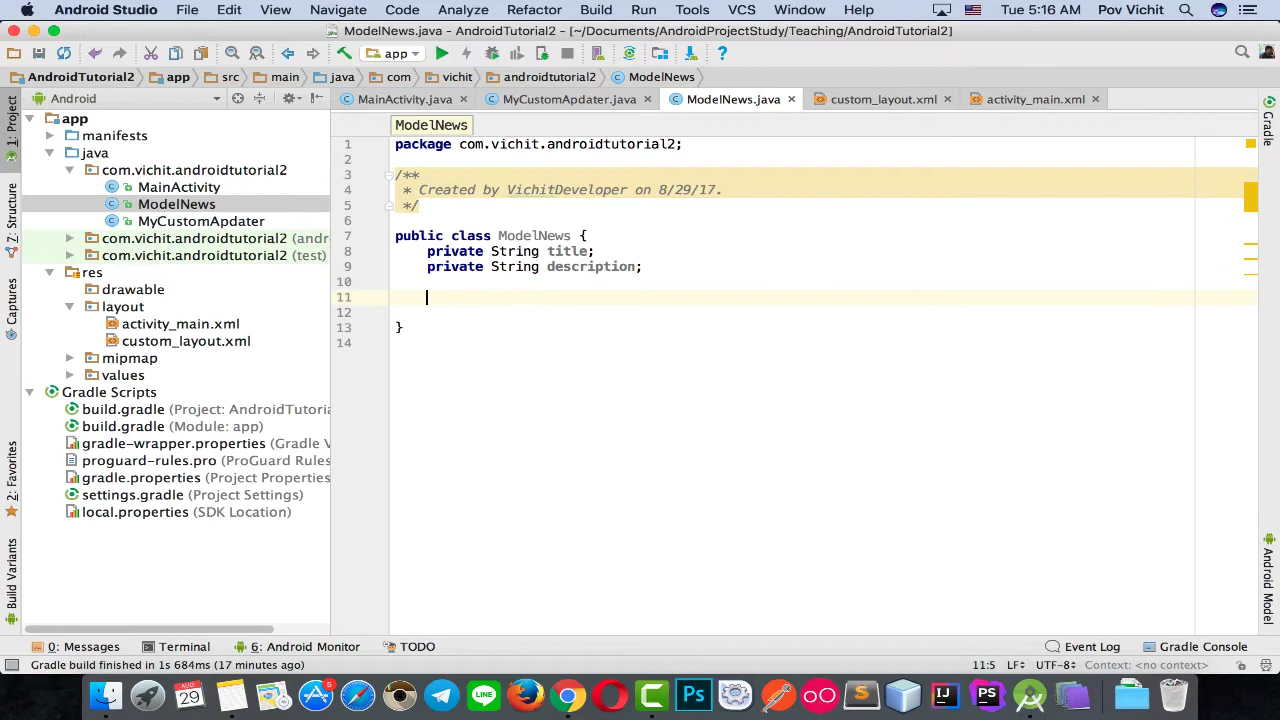 Android Studio File Edit View Navigate Code Analyze Refactor Build Run Tools VCS Window Help Tue 5:16 AM Pov Vichit
ModelNews.java - AndroidTutorial2 - [~/Documents/AndroidProjectStudy/Teaching/AndroidTutorial2]
app
AndroidTutorial2 app src main java com vichit androidtutorial2 ModelNews
Android
MainActivity.java MyCustomApdater.java ModelNews.java custom_layout.xml activity_main.xml
1: Project
Z: Structure
Captures
2: Favorites
Build Variants
app
manifests
java
com.vichit.androidtutorial2
MainActivity
ModelNews
MyCustomApdater
com.vichit.androidtutorial2 (andr
com.vichit.androidtutorial2 (test)
res
drawable
layout
activity_main.xml
custom_layout.xml
mipmap
values
Gradle Scripts
build.gradle (Project: AndroidTutoria
build.gradle (Module: app)
gradle-wrapper.properties (Gradle V
proguard-rules.pro (ProGuard Rules
gradle.properties (Project Properties
settings.gradle (Project Settings)
local.properties (SDK Location)
ModelNews
1 package com.vichit.androidtutorial2;
2
3 /**
4 * Created by VichitDeveloper on 8/29/17.
5 */
6
7 public class ModelNews {
8 private String title;
9 private String description;
10
11
12
13 }
14
Gradle
Android Model
0: Messages Terminal 6: Android Monitor TODO Event Log Gradle Console
Gradle build finished in 1s 684ms (17 minutes ago) 11:5 LF÷ UTF-8÷ Context: <no context>
AUG 29 5 LINE Ps S IJ PS